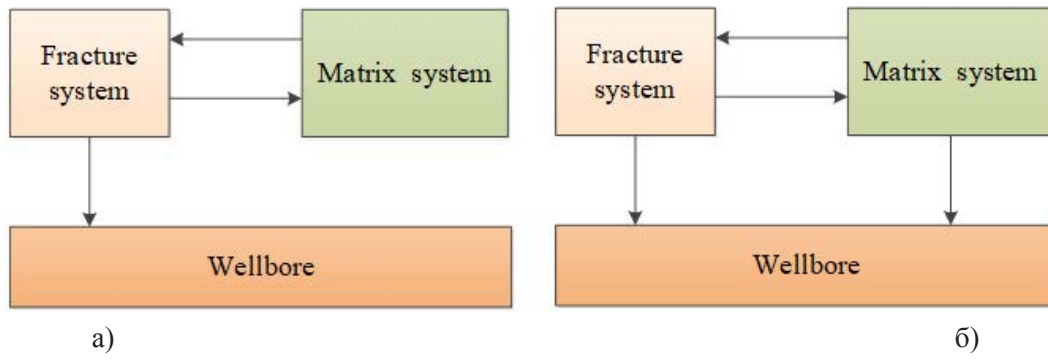 Fracture
system
Matrix system
Wellbore
а)
Fracture
system
Matrix system
Wellbore
б)